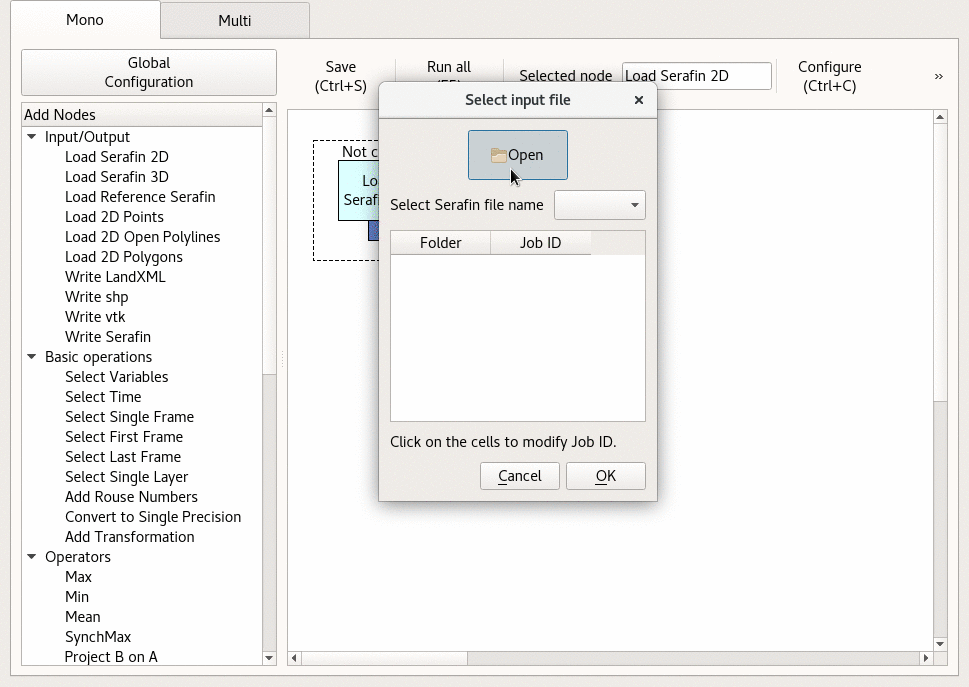 Mono
Multi
Global
Configuration
Save
(Ctrl+S)
Run all
Selected node
Load Serafin 2D
Configure
(Ctrl+C)
»
Add Nodes
Input/Output
Load Serafin 2D
Load Serafin 3D
Load Reference Serafin
Load 2D Points
Load 2D Open Polylines
Load 2D Polygons
Write LandXML
Write shp
Write vtk
Write Serafin
Basic operations
Select Variables
Select Time
Select Single Frame
Select First Frame
Select Last Frame
Select Single Layer
Add Rouse Numbers
Convert to Single Precision
Add Transformation
Operators
Max
Min
Mean
SynchMax
Project B on A
Not c
Lo
Seraf
Select input file
Open
Select Serafin file name
Folder
Job ID
Click on the cells to modify Job ID.
Cancel
OK